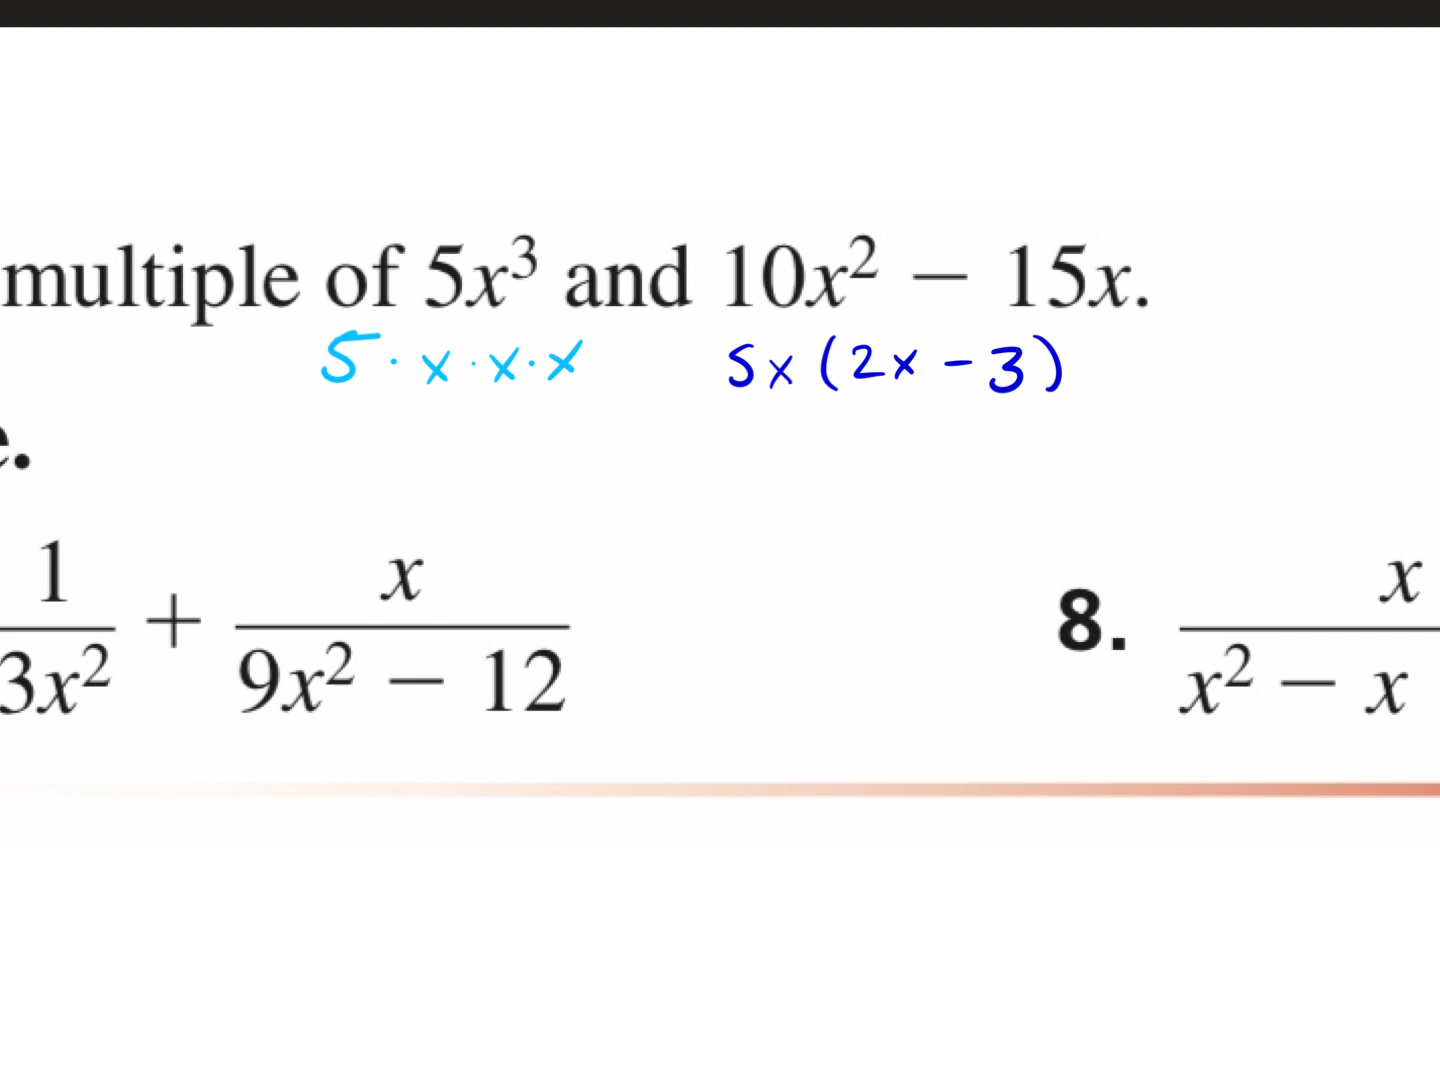 multiple of 5x³ and 10x² − 15x.
5 · x · x · x 5x (2x − 3)
e.
1/3x² + x/9x² − 12
8. x/x² − x